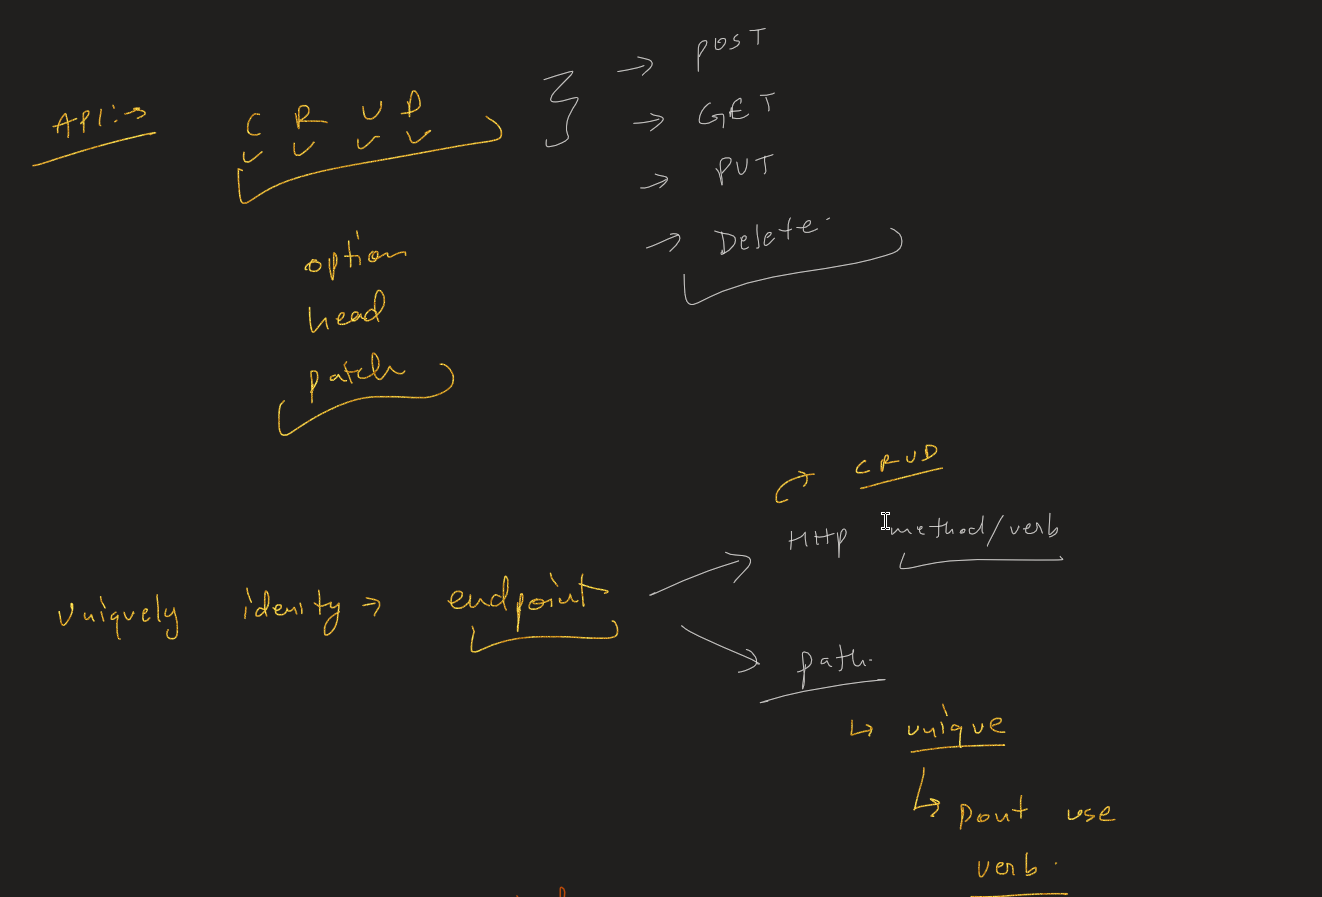 API:→ C R U D } → POST
→ GET
→ PUT
→ Delete.
option
head
patch
CRUD
Http method/verb
Uniquely idenity → endpoint
path.
↳ unique
↳ Dont use
verb.